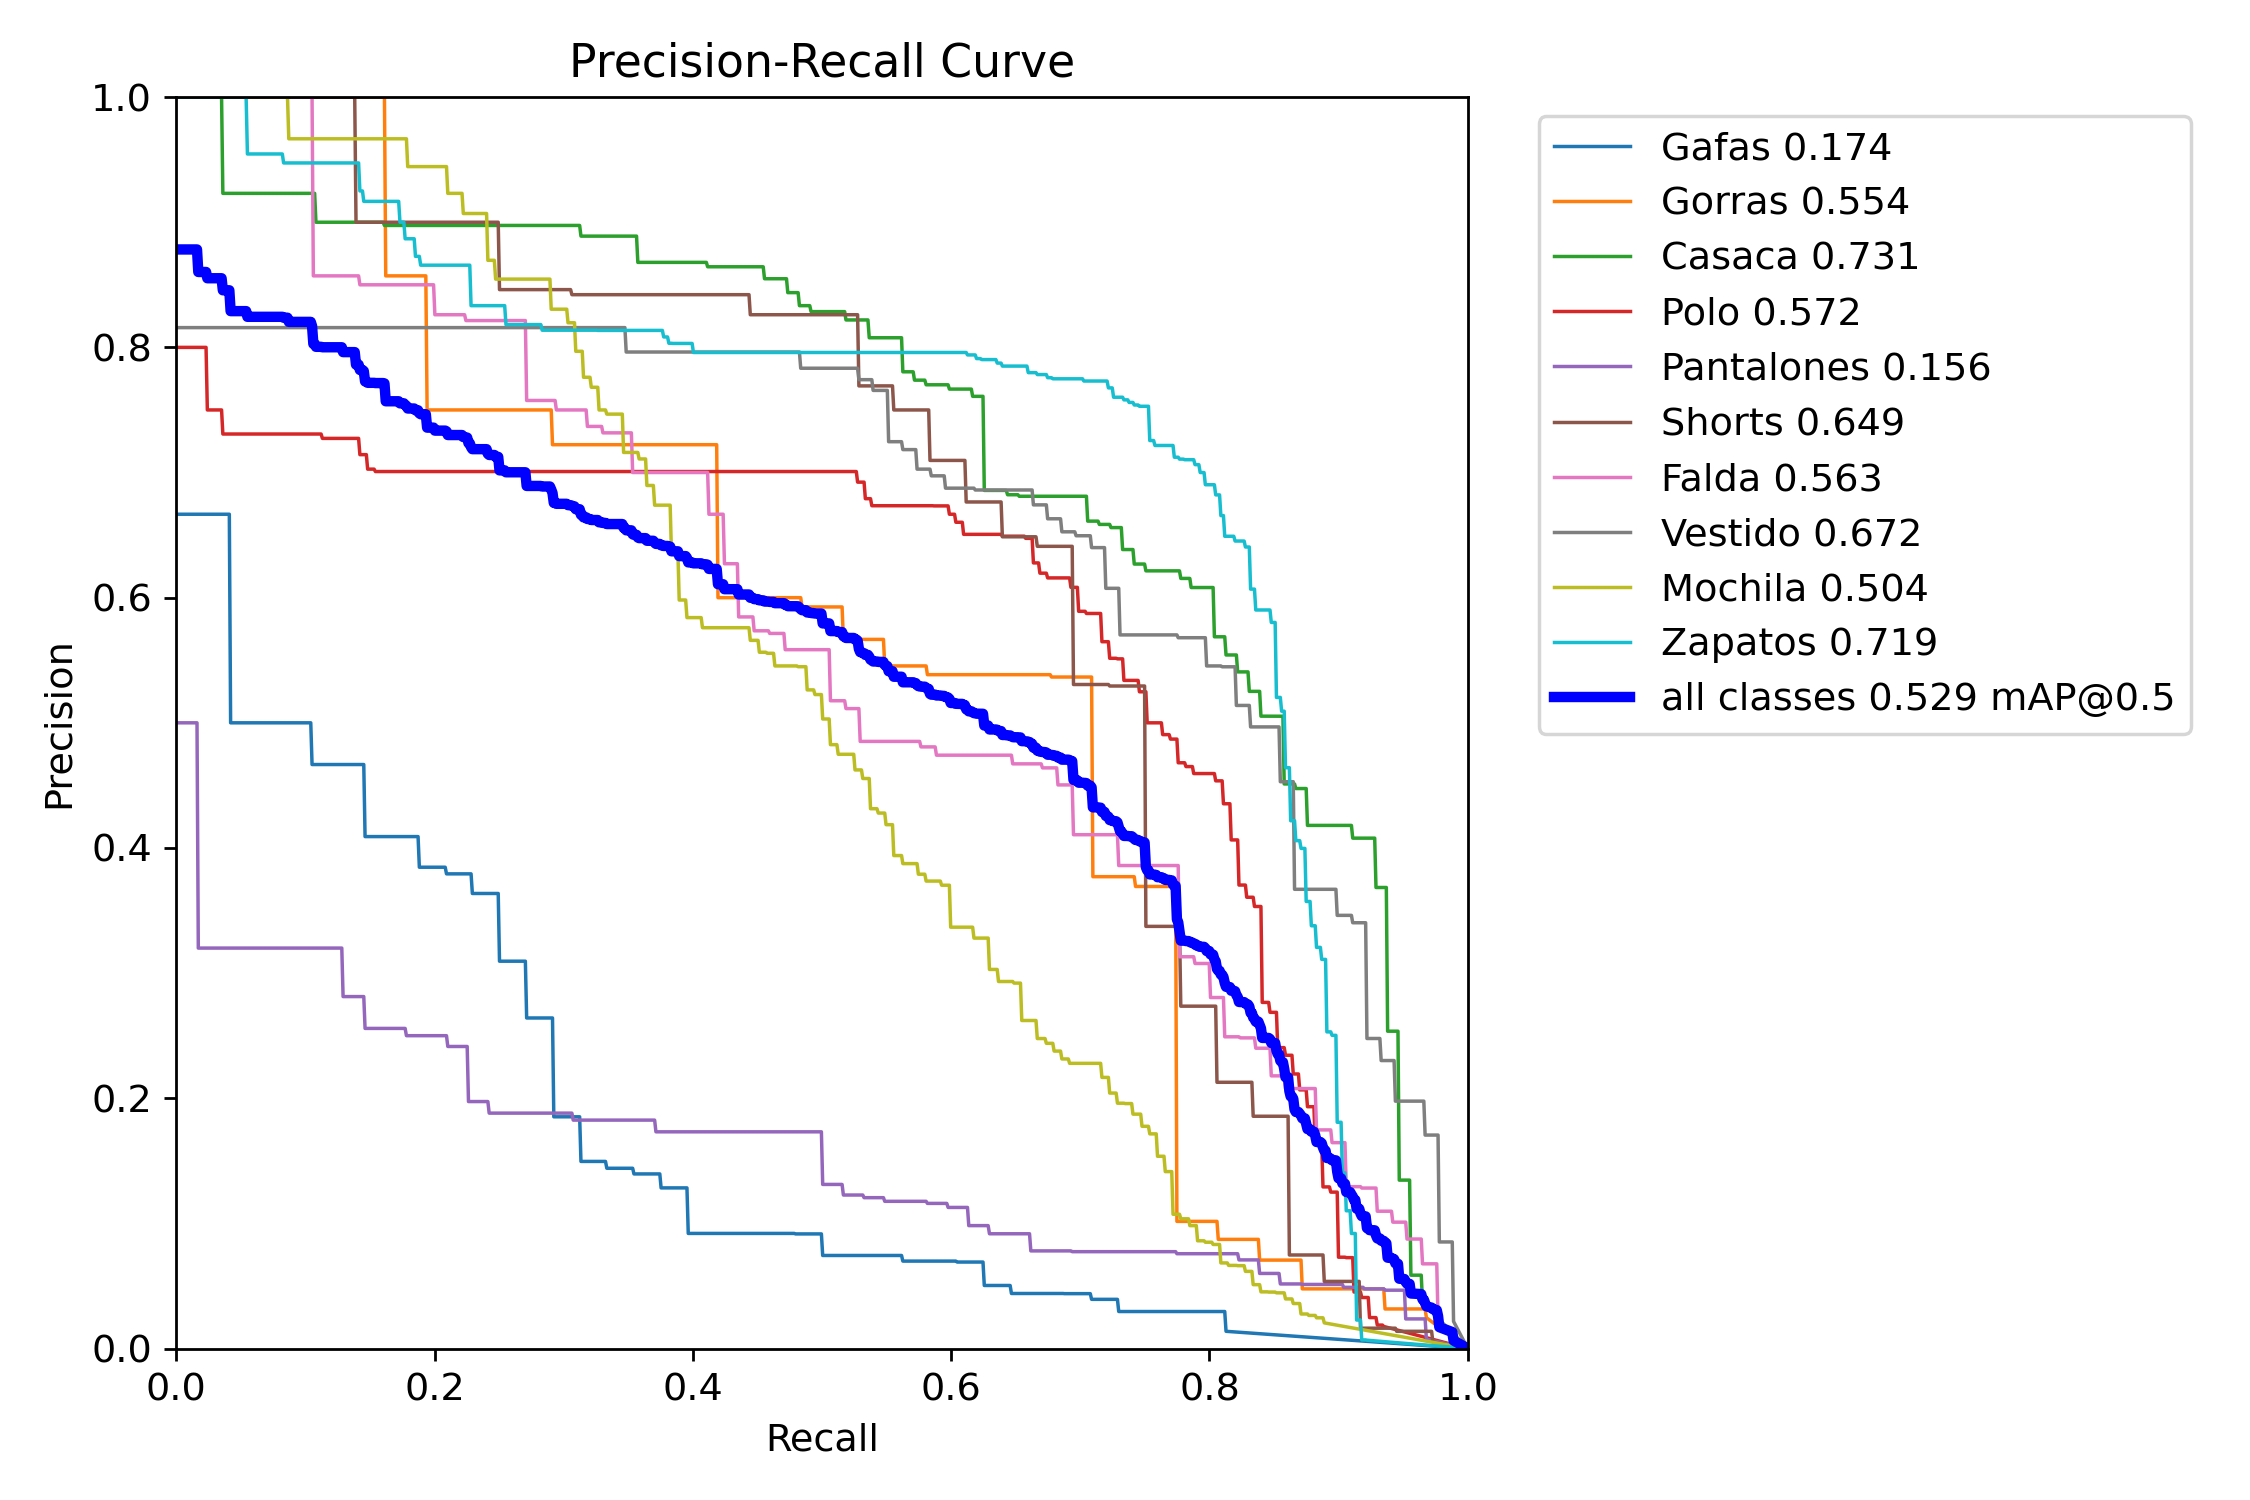 Precision-Recall Curve
1.0
0.8
0.6
0.4
0.2
0.0
Precision
0.0 0.2 0.4 0.6 0.8 1.0
Recall
Gafas 0.174
Gorras 0.554
Casaca 0.731
Polo 0.572
Pantalones 0.156
Shorts 0.649
Falda 0.563
Vestido 0.672
Mochila 0.504
Zapatos 0.719
all classes 0.529 mAP@0.5